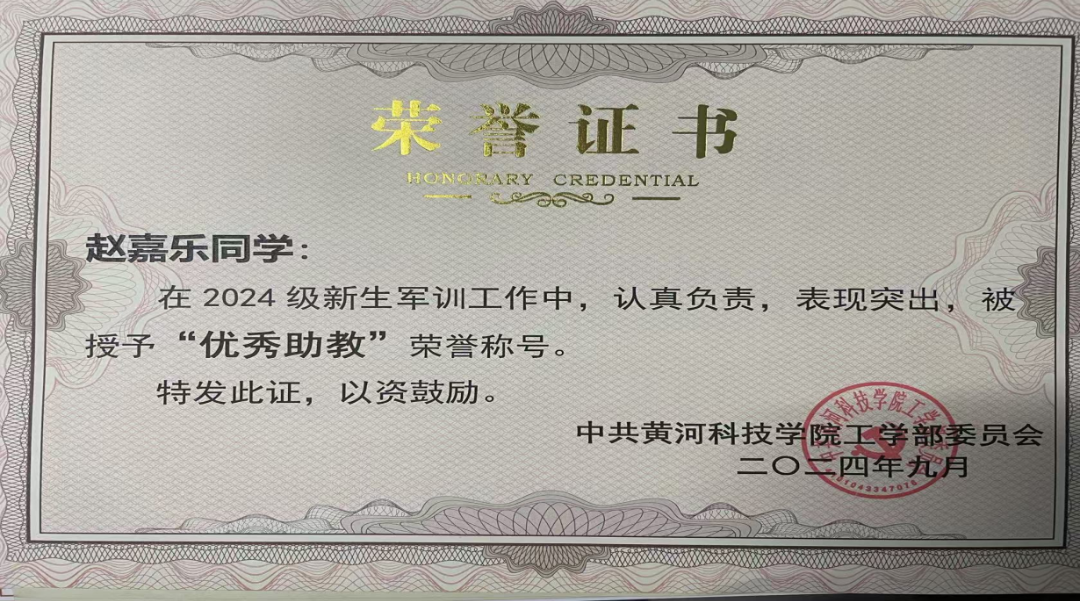 荣誉证书
HONORARY CREDENTIAL
赵嘉乐同学：
在 2024 级新生军训工作中，认真负责，表现突出，被
授予“优秀助教”荣誉称号。
特发此证，以资鼓励。
中共黄河科技学院工学部委员会
二〇二四年九月